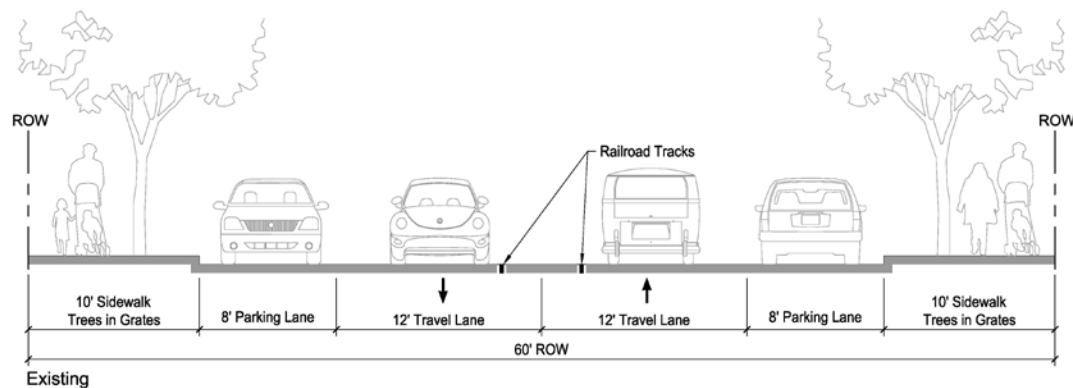 ROW
ROW
Railroad Tracks
10' Sidewalk
Trees in Grates
8' Parking Lane
12' Travel Lane
12' Travel Lane
8' Parking Lane
10' Sidewalk
Trees in Grates
60' ROW
Existing